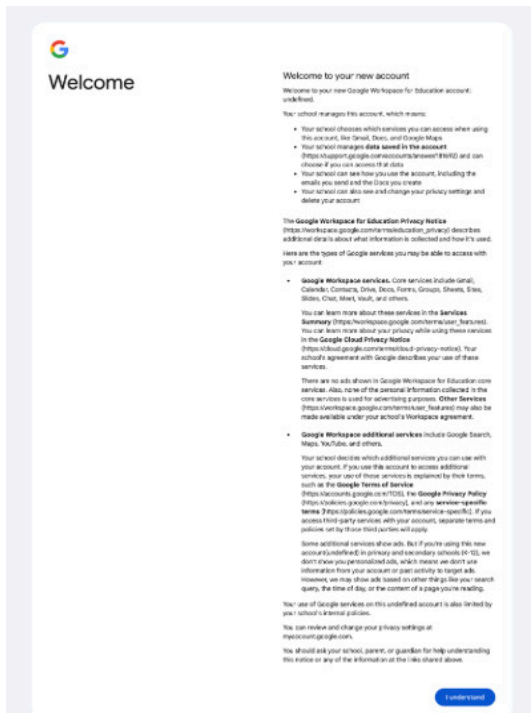 Welcome
Welcome to your new account
Welcome to your new Google Workspace for Education account:
undefined.
Your school manages this account, which means:
• Your school chooses which services you can access when using
this account, like Gmail, Docs, and Google Maps
• Your school manages data saved in the account
(https://support.google.com/accounts/answer/181692) and can
choose if you can access that data
• Your school can see how you use the account, including the
emails you send and the Docs you create
• Your school can also see and change your privacy settings and
delete your account
The Google Workspace for Education Privacy Notice
(https://workspace.google.com/terms/education_privacy) describes
additional details about what information is collected and how it's used.
Here are the types of Google services you may be able to access with
your account:
• Google Workspace services. Core services include Gmail,
Calendar, Contacts, Drive, Docs, Forms, Groups, Sheets, Sites,
Slides, Chat, Meet, Vault, and others.
You can learn more about these services in the Services
Summary (https://workspace.google.com/terms/user_features).
You can learn more about your privacy while using these services
in the Google Cloud Privacy Notice
(https://cloud.google.com/terms/cloud-privacy-notice). Your
school's agreement with Google describes your use of these
services.
There are no ads shown in Google Workspace for Education core
services. Also, none of the personal information collected in the
core services is used for advertising purposes. Other Services
(https://workspace.google.com/terms/user_features) may also be
made available under your school's Workspace agreement.
• Google Workspace additional services include Google Search,
Maps, YouTube, and others.
Your school decides which additional services you can use with
your account. If you use this account to access additional
services, your use of these services is explained by their terms,
such as the Google Terms of Service
(https://accounts.google.com/TOS), the Google Privacy Policy
(https://policies.google.com/privacy), and any service-specific
terms (https://policies.google.com/terms/service-specific). If you
access third-party services with your account, separate terms and
policies set by those third parties will apply.
Some additional services show ads. But if you're using this new
account(undefined) in primary and secondary schools (K-12), we
don't show you personalized ads, which means we don't use
information from your account or past activity to target ads.
However, we may show ads based on other things like your search
query, the time of day, or the content of a page you're reading.
Your use of Google services on this undefined account is also limited by
your school's internal policies.
You can review and change your privacy settings at
myaccount.google.com.
You should ask your school, parent, or guardian for help understanding
this notice or any of the information at the links shared above.
I understand